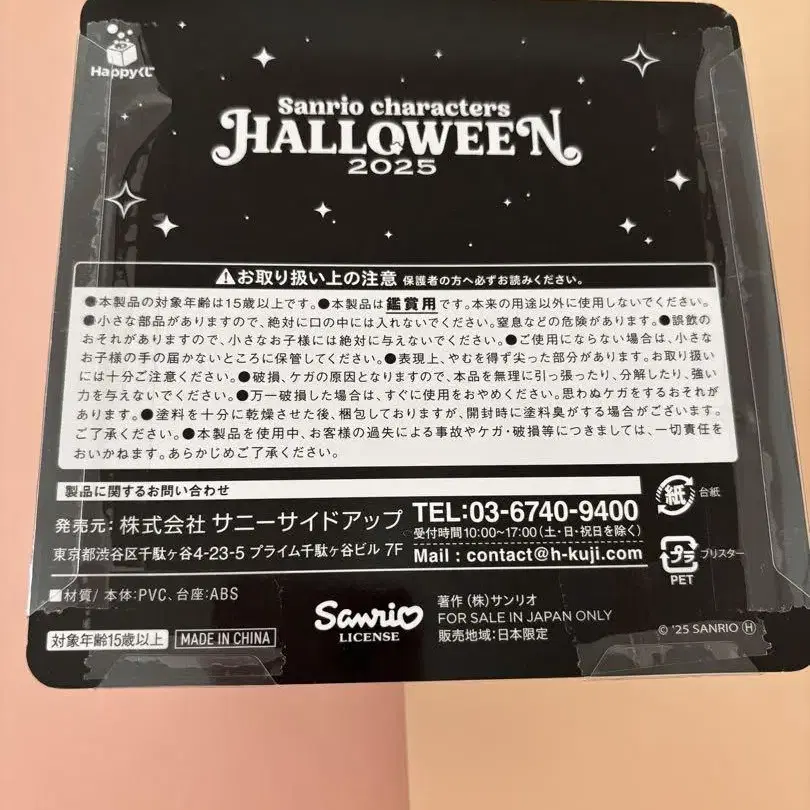 Happyくじ
Sanrio characters
HALLOWEEN
2025
⚠お取り扱い上の注意 保護者の方へ必ずお読みください。
●本製品の対象年齢は15歳以上です。●本製品は鑑賞用です。本来の用途以外に使用しないでください。
●小さな部品がありますので、絶対に口の中には入れないでください。窒息などの危険があります。●誤飲の
おそれがありますので、小さなお子様には絶対に与えないでください。●ご使用にならない場合は、小さな
お子様の手の届かないところに保管してください。●表現上、やむを得ず尖った部分があります。お取り扱い
には十分ご注意ください。●破損、ケガの原因となりますので、本品を無理に引っ張ったり、分解したり、強い
力を与えないでください。●万一破損した場合は、すぐに使用をおやめください。思わぬケガをするおそれが
あります。●塗料を十分に乾燥させた後、梱包しておりますが、開封時に塗料臭がする場合がございます。
ご了承ください。●本製品を使用中、お客様の過失による事故やケガ・破損等につきましては、一切責任を
おいかねます。あらかじめご了承ください。
製品に関するお問い合わせ
発売元:株式会社 サニーサイドアップ
東京都渋谷区千駄ヶ谷4-23-5 プライム千駄ヶ谷ビル 7F
TEL:03-6740-9400
受付時間10:00~17:00(土・日・祝日を除く)
Mail : contact@h-kuji.com
紙 台紙
プラ ブリスター
PET
■材質/ 本体:PVC、台座:ABS
対象年齢15歳以上 MADE IN CHINA
Sanrio
LICENSE
著作 (株)サンリオ
FOR SALE IN JAPAN ONLY
販売地域:日本限定
© '25 SANRIO Ⓗ